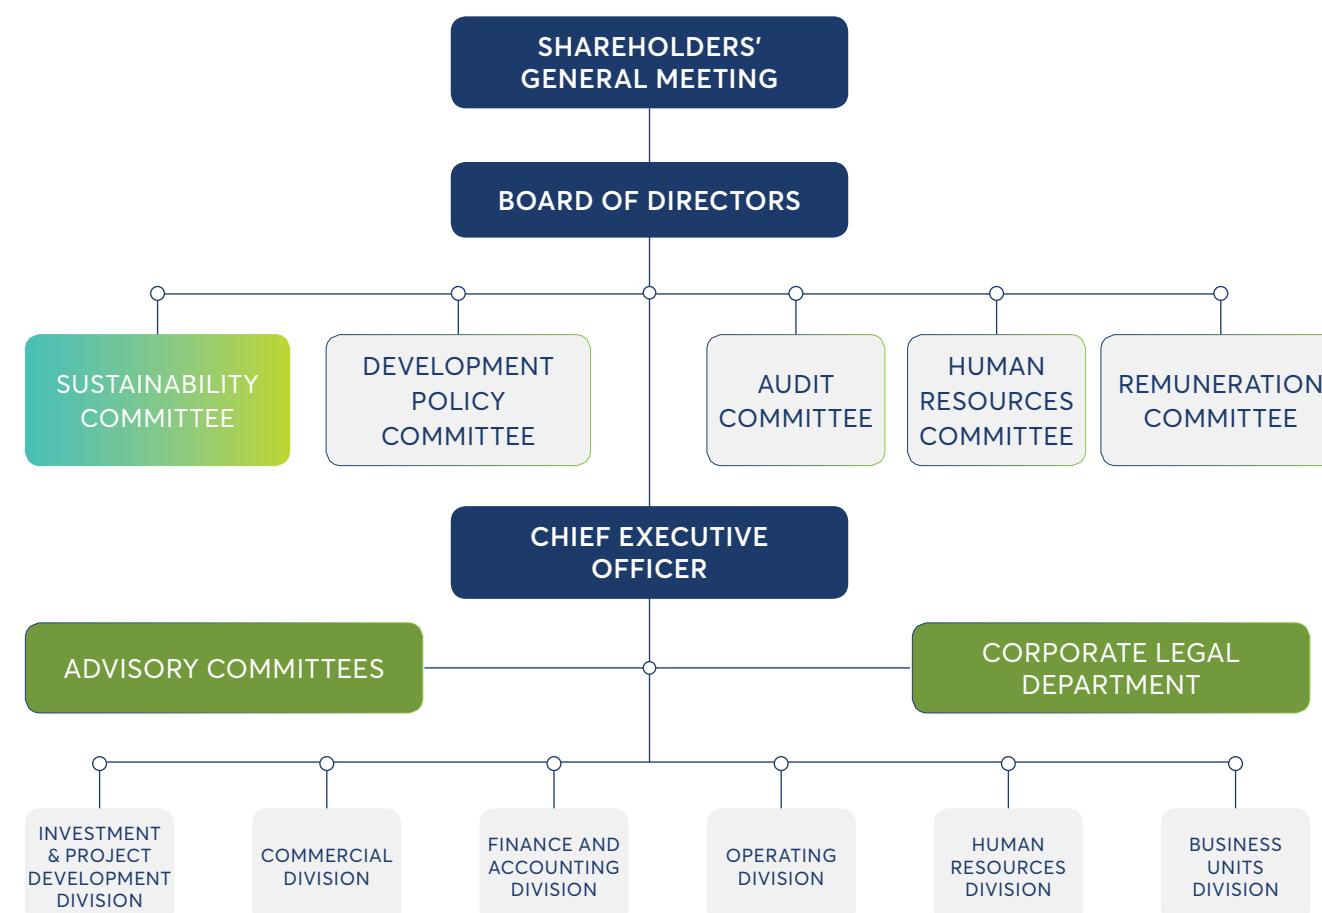 SHAREHOLDERS'
GENERAL MEETING
BOARD OF DIRECTORS
SUSTAINABILITY
COMMITTEE
DEVELOPMENT
POLICY
COMMITTEE
AUDIT
COMMITTEE
HUMAN
RESOURCES
COMMITTEE
REMUNERATION
COMMITTEE
CHIEF EXECUTIVE
OFFICER
ADVISORY COMMITTEES
CORPORATE LEGAL
DEPARTMENT
INVESTMENT
& PROJECT
DEVELOPMENT
DIVISION
COMMERCIAL
DIVISION
FINANCE AND
ACCOUNTING
DIVISION
OPERATING
DIVISION
HUMAN
RESOURCES
DIVISION
BUSINESS
UNITS
DIVISION